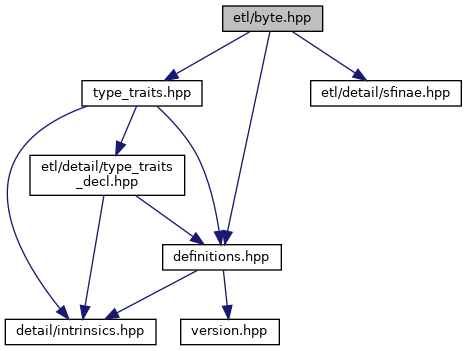 etl/byte.hpp
type_traits.hpp
etl/detail/sfinae.hpp
etl/detail/type_traits
_decl.hpp
definitions.hpp
detail/intrinsics.hpp
version.hpp